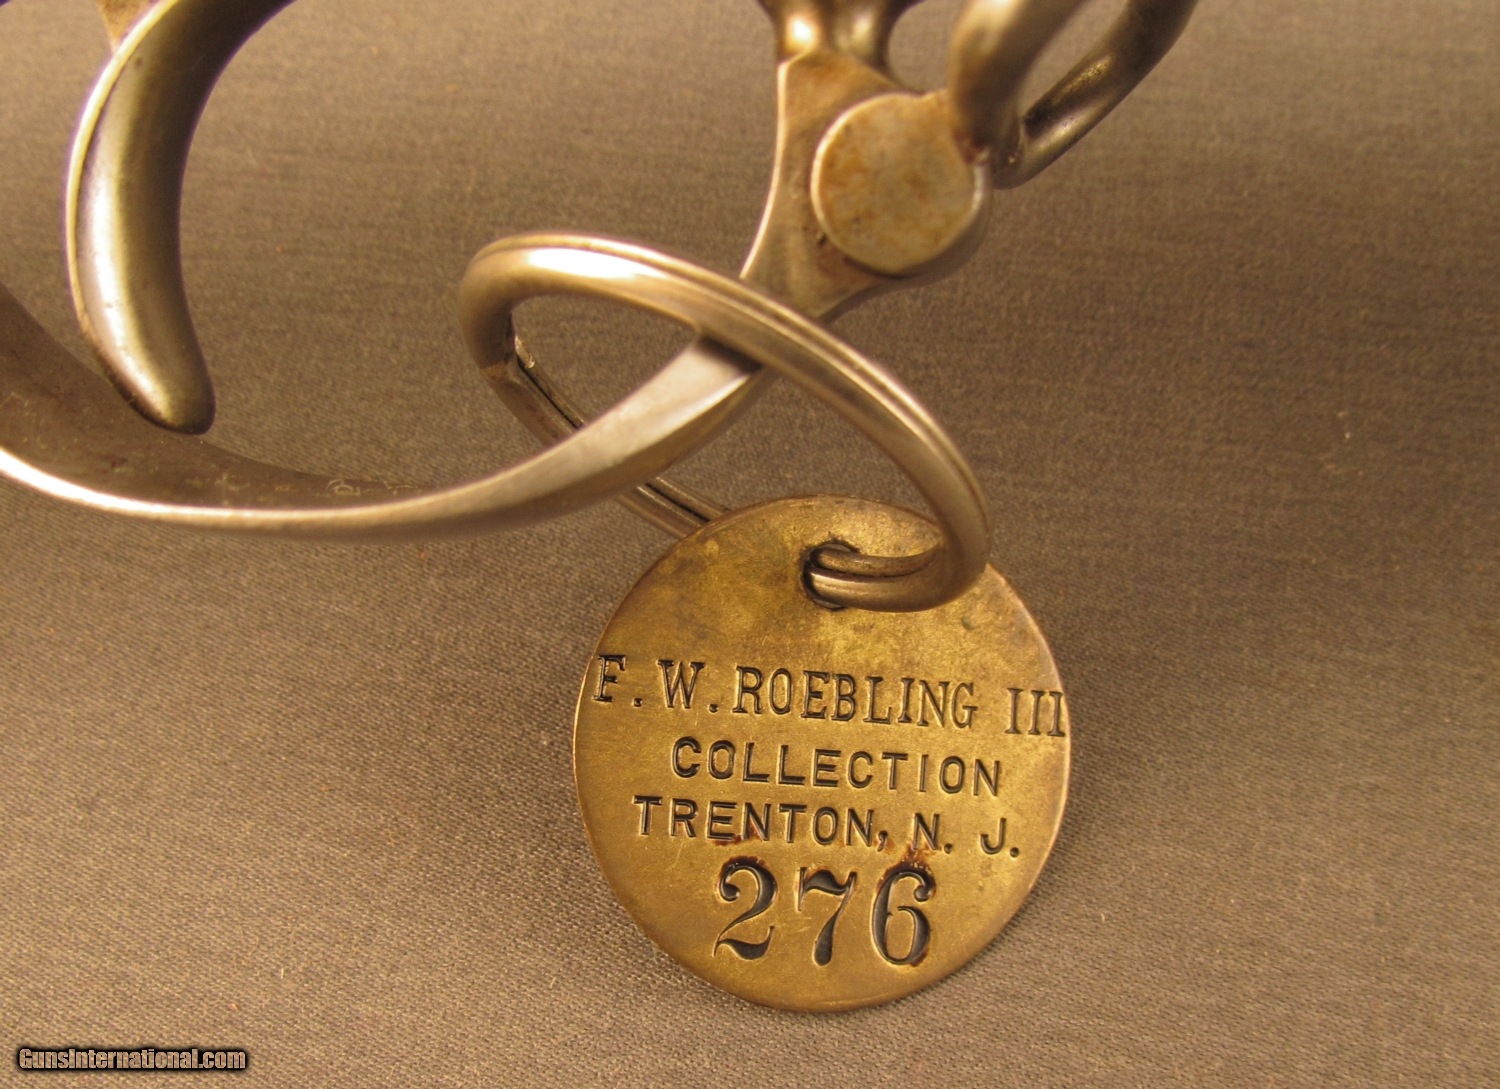 F. W. ROEBLING III
COLLECTION
TRENTON, N. J.
276
GunsInternational.com